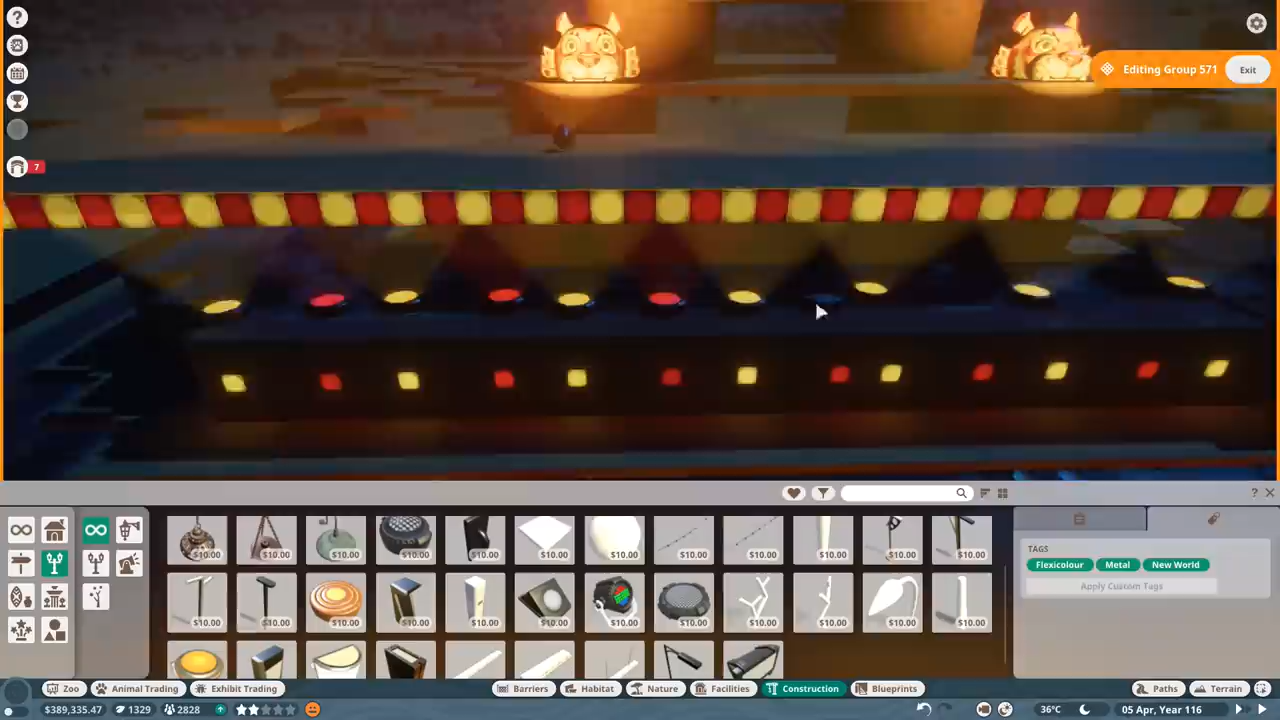 ?
Editing Group 571
Exit
7
? ×
$10.00 $10.00 $10.00 $10.00 $10.00 $10.00 $10.00 $10.00 $10.00 $10.00 $10.00 $10.00
TAGS
Flexicolour Metal New World
Apply Custom Tags
$10.00 $10.00 $10.00 $10.00 $10.00 $10.00 $10.00 $10.00 $10.00 $10.00 $10.00 $10.00
Zoo Animal Trading Exhibit Trading Barriers Habitat Nature Facilities Construction Blueprints Paths Terrain
$389,335.47 1329 2828 36°C 05 Apr, Year 116